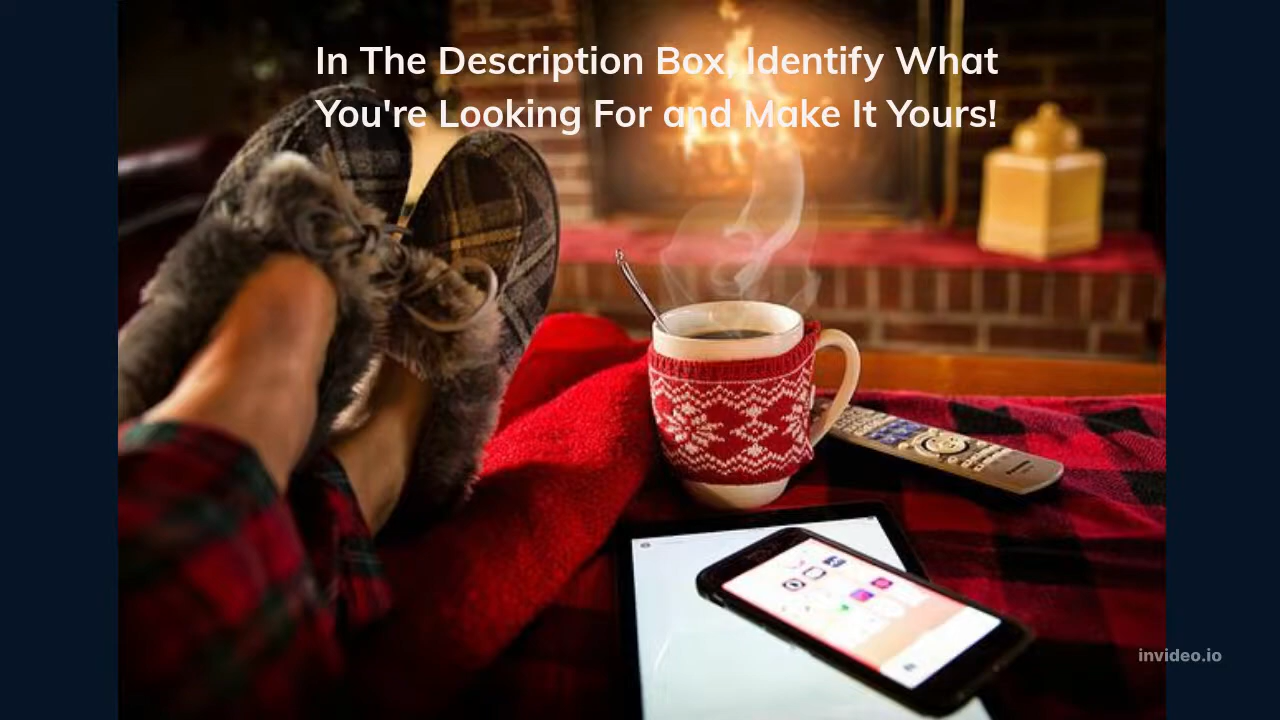 In The Description Box, Identify What
You're Looking For and Make It Yours!
invideo.io